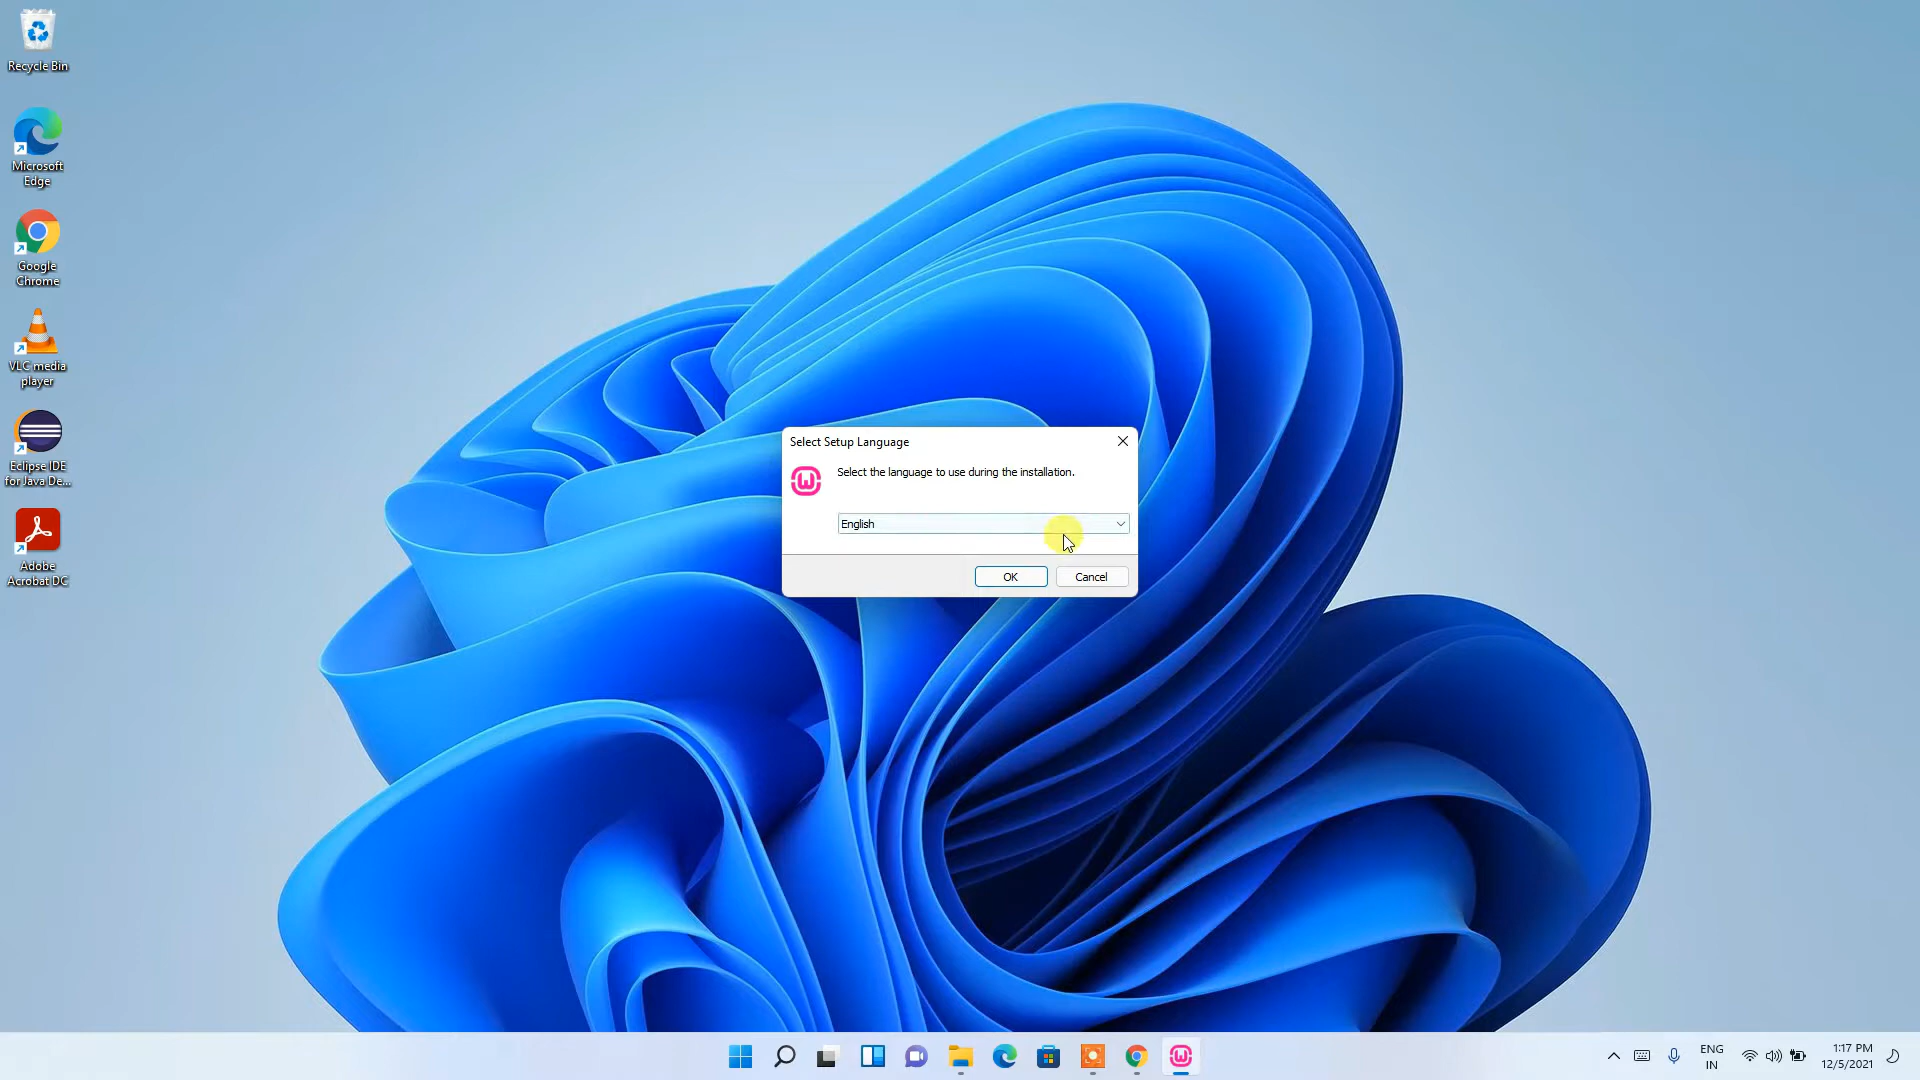 Recycle Bin
Microsoft
Edge
Google
Chrome
VLC media
player
Eclipse IDE
for Java De...
Adobe
Acrobat DC
Select Setup Language
Select the language to use during the installation.
English
OK
Cancel
ENG
IN
1:17 PM
12/5/2021